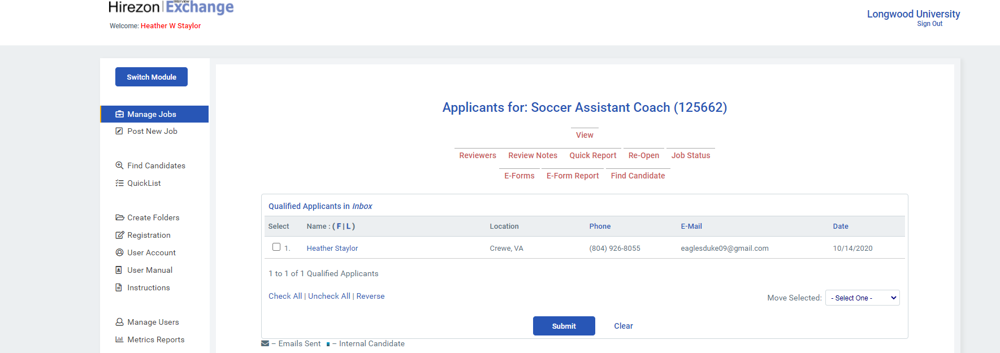 Hirezon Interview Exchange
Welcome: Heather W Staylor
Longwood University
Sign Out
Switch Module
Manage Jobs
Post New Job
Find Candidates
QuickList
Create Folders
Registration
User Account
User Manual
Instructions
Manage Users
Metrics Reports
Applicants for: Soccer Assistant Coach (125662)
View
Reviewers Review Notes Quick Report Re-Open Job Status
E-Forms E-Form Report Find Candidate
Qualified Applicants in Inbox
Select Name : ( F | L ) Location Phone E-Mail Date
1. Heather Staylor Crewe, VA (804) 926-8055 eaglesduke09@gmail.com 10/14/2020
1 to 1 of 1 Qualified Applicants
Check All | Uncheck All | Reverse
Move Selected: - Select One -
Submit Clear
– Emails Sent – Internal Candidate